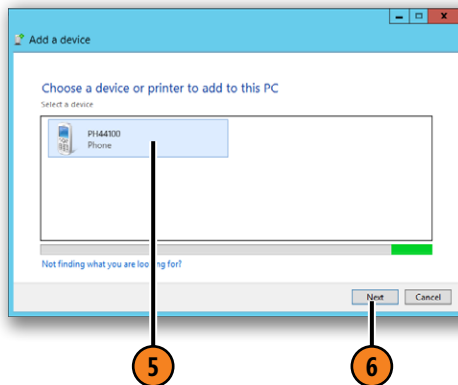 Add a device
Choose a device or printer to add to this PC
Select a device
PH44100
Phone
Not finding what you are looking for?
Next Cancel
5 6